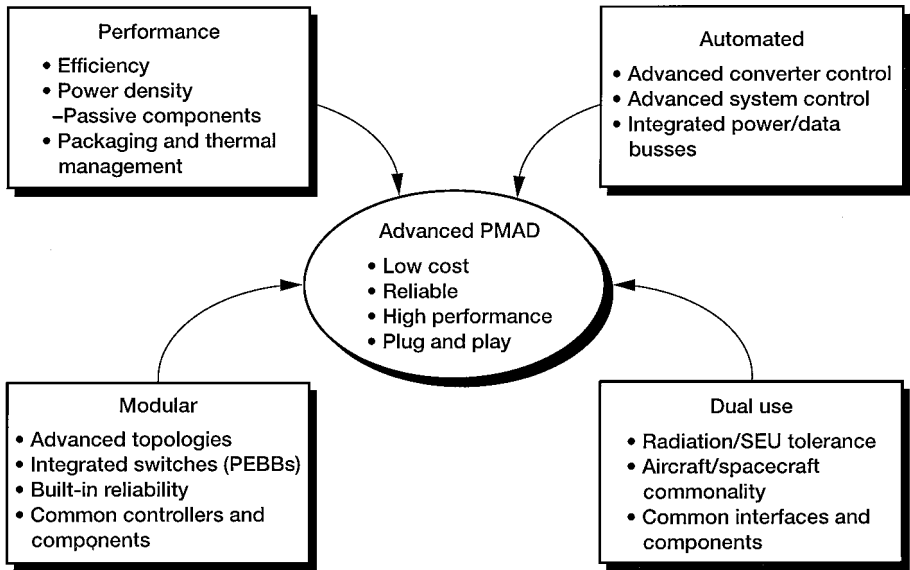 Performance
• Efficiency
• Power density
–Passive components
• Packaging and thermal
management
Automated
• Advanced converter control
• Advanced system control
• Integrated power/data
busses
Advanced PMAD
• Low cost
• Reliable
• High performance
• Plug and play
Modular
• Advanced topologies
• Integrated switches (PEBBs)
• Built-in reliability
• Common controllers and
components
Dual use
• Radiation/SEU tolerance
• Aircraft/spacecraft
commonality
• Common interfaces and
components